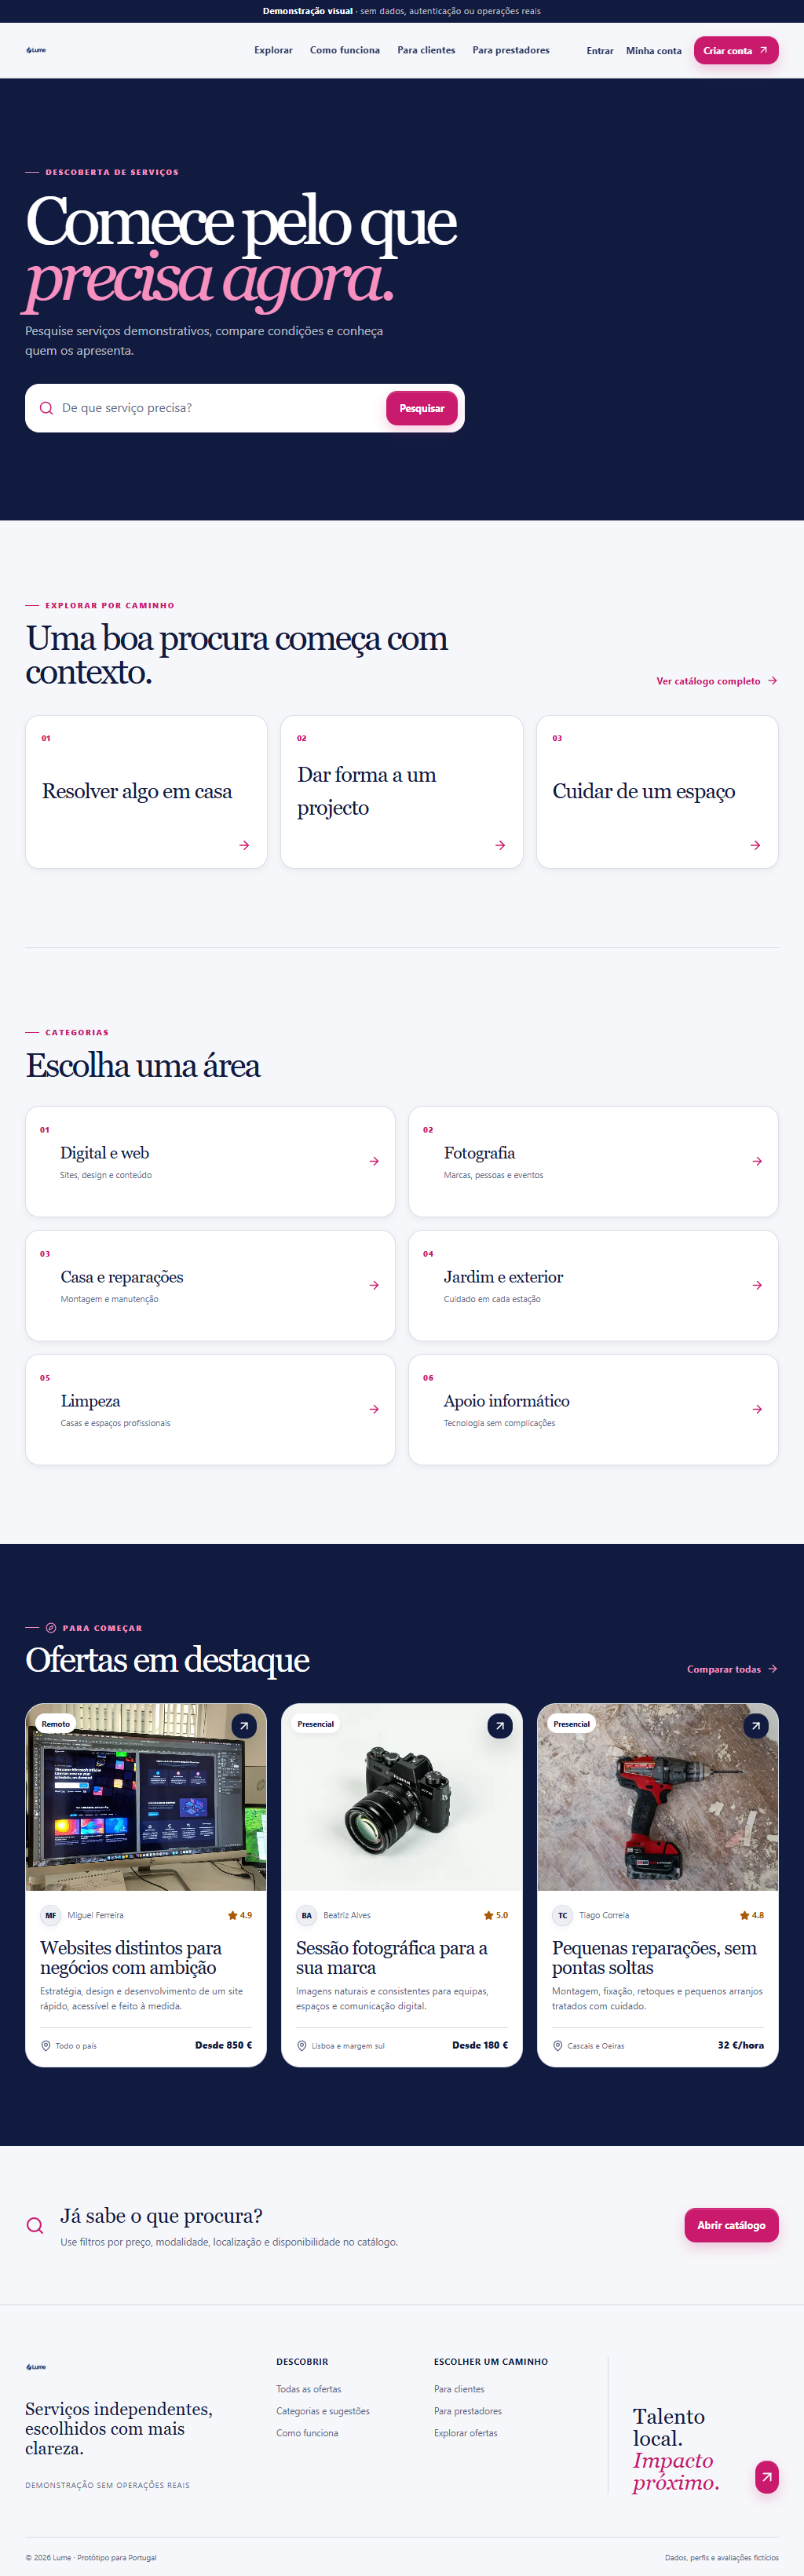 Demonstração visual · sem dados, autenticação ou operações reais
Lume
Explorar
Como funciona
Para clientes
Para prestadores
Entrar
Minha conta
Criar conta
DESCOBERTA DE SERVIÇOS
Comece pelo que
precisa agora.
Pesquise serviços demonstrativos, compare condições e conheça
quem os apresenta.
De que serviço precisa?
Pesquisar
EXPLORAR POR CAMINHO
Uma boa procura começa com
contexto.
Ver catálogo completo
01
Resolver algo em casa
02
Dar forma a um
projecto
03
Cuidar de um espaço
CATEGORIAS
Escolha uma área
01
Digital e web
Sites, design e conteúdo
02
Fotografia
Marcas, pessoas e eventos
03
Casa e reparações
Montagem e manutenção
04
Jardim e exterior
Cuidado em cada estação
05
Limpeza
Casas e espaços profissionais
06
Apoio informático
Tecnologia sem complicações
PARA COMEÇAR
Ofertas em destaque
Comparar todas
Remoto
MF
Miguel Ferreira
4.9
Websites distintos para
negócios com ambição
Estratégia, design e desenvolvimento de um site
rápido, acessível e feito à medida.
Todo o país
Desde 850 €
Presencial
BA
Beatriz Alves
5.0
Sessão fotográfica para a
sua marca
Imagens naturais e consistentes para equipas,
espaços e comunicação digital.
Lisboa e margem sul
Desde 180 €
Presencial
TC
Tiago Correia
4.8
Pequenas reparações, sem
pontas soltas
Montagem, fixação, retoques e pequenos arranjos
tratados com cuidado.
Cascais e Oeiras
32 €/hora
Já sabe o que procura?
Use filtros por preço, modalidade, localização e disponibilidade no catálogo.
Abrir catálogo
Lume
Serviços independentes,
escolhidos com mais
clareza.
DEMONSTRAÇÃO SEM OPERAÇÕES REAIS
DESCOBRIR
Todas as ofertas
Categorias e sugestões
Como funciona
ESCOLHER UM CAMINHO
Para clientes
Para prestadores
Explorar ofertas
Talento
local.
Impacto
próximo.
© 2026 Lume · Protótipo para Portugal
Dados, perfis e avaliações fictícios